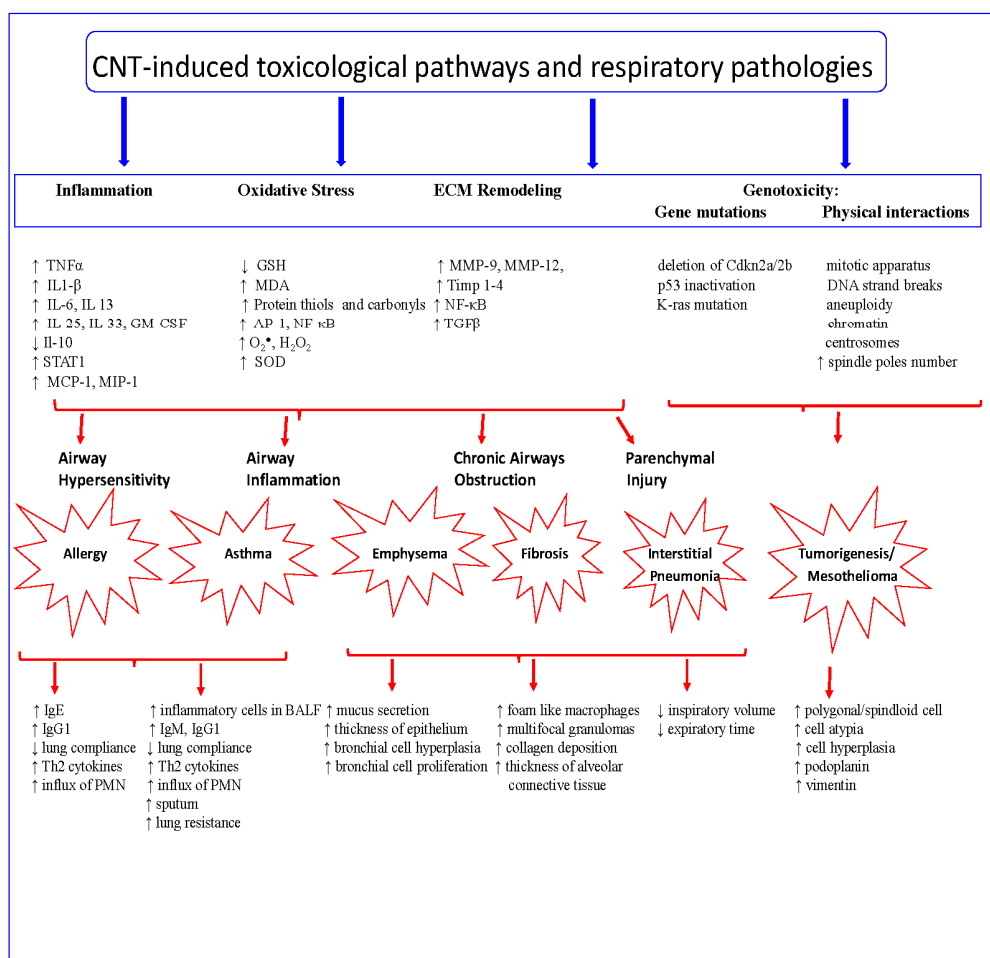 CNT-induced toxicological pathways and respiratory pathologies
Inflammation
Oxidative Stress
ECM Remodeling
Genotoxicity:
Gene mutations
Physical interactions
↑ TNFα
↑ IL1-β
↑ IL-6, IL 13
↑ IL 25, IL 33, GM CSF
↓ Il-10
↑ STAT1
↑ MCP-1, MIP-1
↓ GSH
↑ MDA
↑ Protein thiols and carbonyls
↑ AP 1, NF κB
↑ O₂•, H₂O₂
↑ SOD
↑ MMP-9, MMP-12,
↑ Timp 1-4
↑ NF-κB
↑ TGFβ
deletion of Cdkn2a/2b
p53 inactivation
K-ras mutation
mitotic apparatus
DNA strand breaks
aneuploidy
chromatin
centrosomes
↑ spindle poles number
Airway
Hypersensitivity
Airway
Inflammation
Chronic Airways
Obstruction
Parenchymal
Injury
Allergy
Asthma
Emphysema
Fibrosis
Interstitial
Pneumonia
Tumorigenesis/
Mesothelioma
↑ IgE
↑ IgG1
↓ lung compliance
↑ Th2 cytokines
↑ influx of PMN
↑ inflammatory cells in BALF
↑ IgM, IgG1
↓ lung compliance
↑ Th2 cytokines
↑ influx of PMN
↑ sputum
↑ lung resistance
↑ mucus secretion
↑ thickness of epithelium
↑ bronchial cell hyperplasia
↑ bronchial cell proliferation
↑ foam like macrophages
↑ multifocal granulomas
↑ collagen deposition
↑ thickness of alveolar
connective tissue
↓ inspiratory volume
↓ expiratory time
↑ polygonal/spindloid cell
↑ cell atypia
↑ cell hyperplasia
↑ podoplanin
↑ vimentin